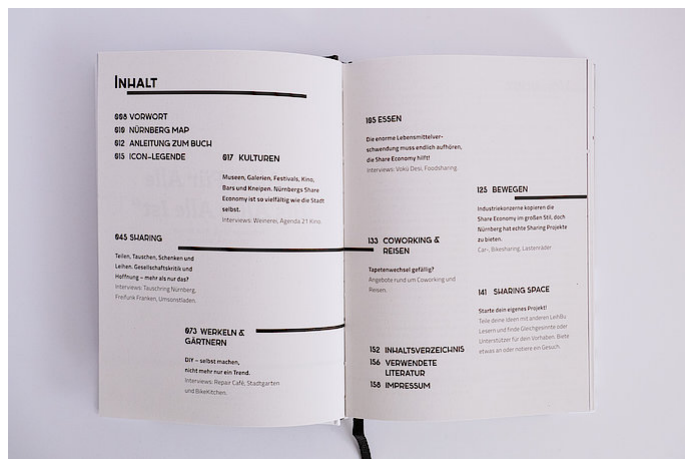 INHALT
008 VORWORT
010 NÜRNBERG MAP
012 ANLEITUNG ZUM BUCH
015 ICON-LEGENDE
017 KULTUREN
Museen, Galerien, Festivals, Kino,
Bars und Kneipen. Nürnbergs Share
Economy ist so vielfältig wie die Stadt
selbst.
Interviews: Weinerei, Agenda 21 Kino.
045 SHARING
Teilen, Tauschen, Schenken und
Leihen. Gesellschaftskritik und
Hoffnung – mehr als nur das?
Interviews: Tauschring Nürnberg,
Freifunk Franken, Umsonstladen.
073 WERKELN &
GÄRTNERN
DIY – selbst machen,
nicht mehr nur ein Trend.
Interviews: Repair Café, Stadtgarten
und BikeKitchen.
105 ESSEN
Die enorme Lebensmittelver-
schwendung muss endlich aufhören,
die Share Economy hilft!
Interviews: Voku Desi, Foodsharing.
125 BEWEGEN
Industriekonzerne kopieren die
Share Economy im großen Stil, doch
Nürnberg hat echte Sharing Projekte
zu bieten.
Car-, Bikesharing, Lastenräder
133 COWORKING &
REISEN
Tapetenwechsel gefällig?
Angebote rund um Coworking und
Reisen.
141 SHARING SPACE
Starte dein eigenes Projekt!
Teile deine Ideen mit anderen LeihBu
Lesern und finde Gleichgesinnte oder
Unterstützer für dein Vorhaben. Biete
etwas an oder notiere ein Gesuch.
152 INHALTSVERZEICHNIS
156 VERWENDETE
LITERATUR
158 IMPRESSUM